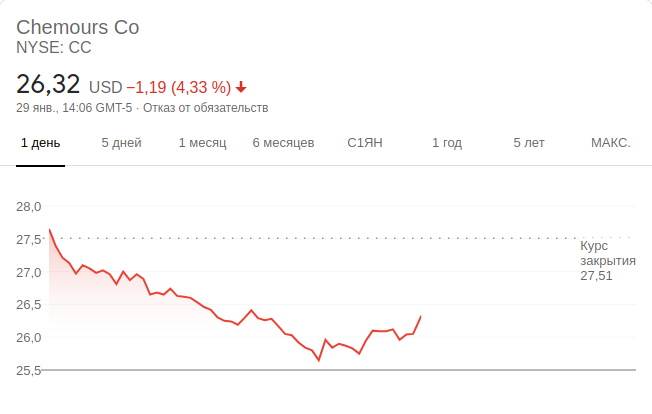 Chemours Co
NYSE: CC
26,32 USD −1,19 (4,33 %)
29 янв., 14:06 GMT-5 · Отказ от обязательств
1 день 5 дней 1 месяц 6 месяцев С1ЯН 1 год 5 лет МАКС.
28,0
27,5
27,0
26,5
26,0
25,5
Курс
закрытия
27,51